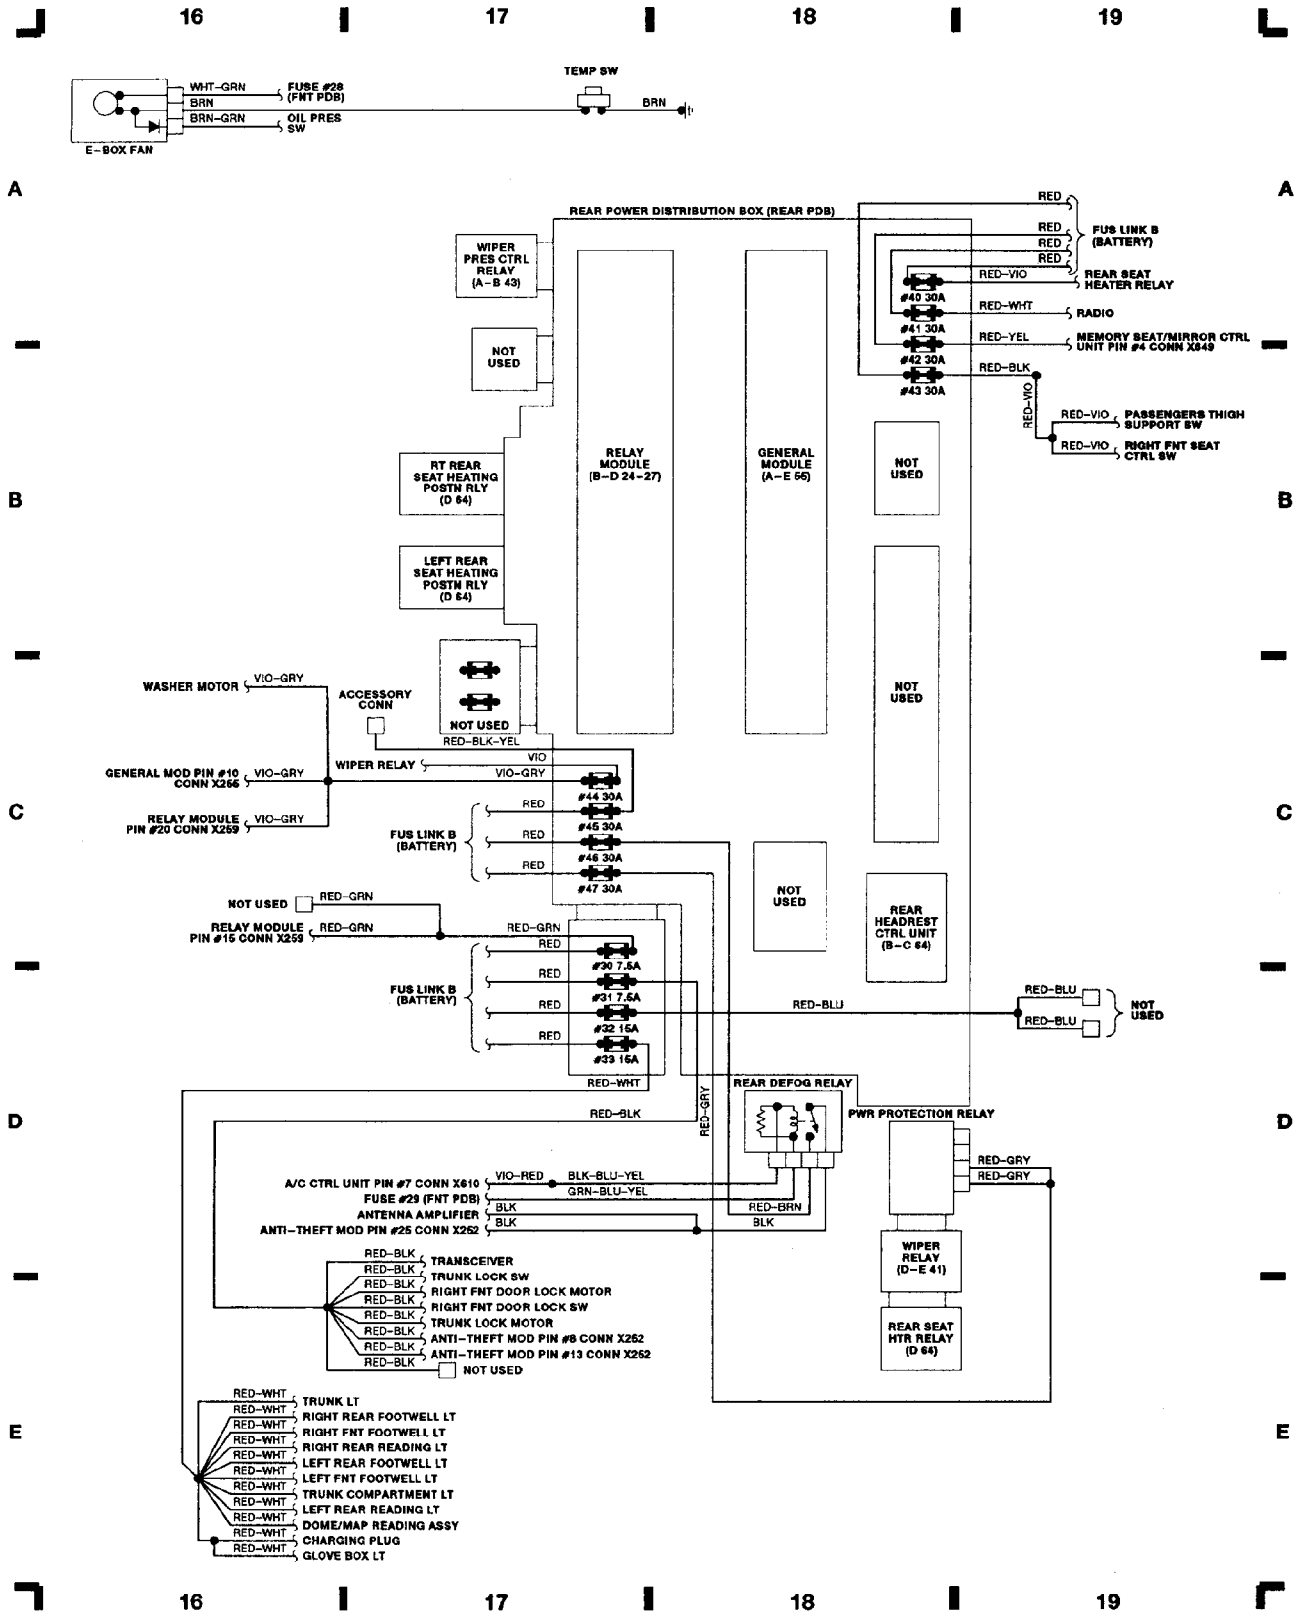 16 17 18 19
TEMP SW
WHT-GRN FUSE #28
(FNT PDB)
BRN
BRN
BRN-GRN OIL PRES
SW
E-BOX FAN
A A
REAR POWER DISTRIBUTION BOX (REAR PDB)
RED
RED
RED
RED
FUS LINK B
(BATTERY)
WIPER
PRES CTRL
RELAY
(A-B 43)
RED-VIO REAR SEAT
HEATER RELAY
#40 30A
RED-WHT RADIO
#41 30A
RED-YEL MEMORY SEAT/MIRROR CTRL
UNIT PIN #4 CONN X649
#42 30A
RED-BLK
#43 30A
NOT
USED
RED-VIO
RED-VIO PASSENGERS THIGH
SUPPORT SW
RED-VIO RIGHT FNT SEAT
CTRL SW
RELAY
MODULE
(B-D 24-27)
GENERAL
MODULE
(A-E 55)
NOT
USED
RT REAR
SEAT HEATING
POSTN RLY
(D 64)
B B
LEFT REAR
SEAT HEATING
POSTN RLY
(D 64)
NOT
USED
WASHER MOTOR VIO-GRY
ACCESSORY
CONN
NOT USED
RED-BLK-YEL
VIO
WIPER RELAY
VIO-GRY
GENERAL MOD PIN #10
CONN X255
VIO-GRY
#44 30A
RED
#45 30A
C C
RELAY MODULE
PIN #20 CONN X259
VIO-GRY
FUS LINK B
(BATTERY)
RED
#46 30A
RED
#47 30A
NOT
USED
REAR
HEADREST
CTRL UNIT
(B-C 64)
NOT USED RED-GRN
RELAY MODULE
PIN #15 CONN X259
RED-GRN
RED-GRN
RED
#30 7.5A
FUS LINK B
(BATTERY)
RED
#31 7.5A
RED
#32 15A
RED-BLU
RED-BLU
RED-BLU
NOT
USED
RED
#33 15A
RED-WHT
REAR DEFOG RELAY
RED-GRY
RED-BLK
PWR PROTECTION RELAY
D D
RED-GRY
RED-GRY
A/C CTRL UNIT PIN #7 CONN X610 VIO-RED BLK-BLU-YEL
FUSE #29 (FNT PDB) GRN-BLU-YEL
ANTENNA AMPLIFIER BLK RED-BRN
ANTI-THEFT MOD PIN #25 CONN X252 BLK BLK
WIPER
RELAY
(D-E 41)
RED-BLK TRANSCEIVER
RED-BLK TRUNK LOCK SW
RED-BLK RIGHT FNT DOOR LOCK MOTOR
RED-BLK RIGHT FNT DOOR LOCK SW
RED-BLK TRUNK LOCK MOTOR
RED-BLK ANTI-THEFT MOD PIN #8 CONN X252
RED-BLK ANTI-THEFT MOD PIN #13 CONN X252
RED-BLK NOT USED
REAR SEAT
HTR RELAY
(D 64)
RED-WHT TRUNK LT
RED-WHT RIGHT REAR FOOTWELL LT
RED-WHT RIGHT FNT FOOTWELL LT
RED-WHT RIGHT REAR READING LT
RED-WHT LEFT REAR FOOTWELL LT
RED-WHT LEFT FNT FOOTWELL LT
RED-WHT TRUNK COMPARTMENT LT
RED-WHT LEFT REAR READING LT
RED-WHT DOME/MAP READING ASSY
RED-WHT CHARGING PLUG
RED-WHT GLOVE BOX LT
E E
16 17 18 19